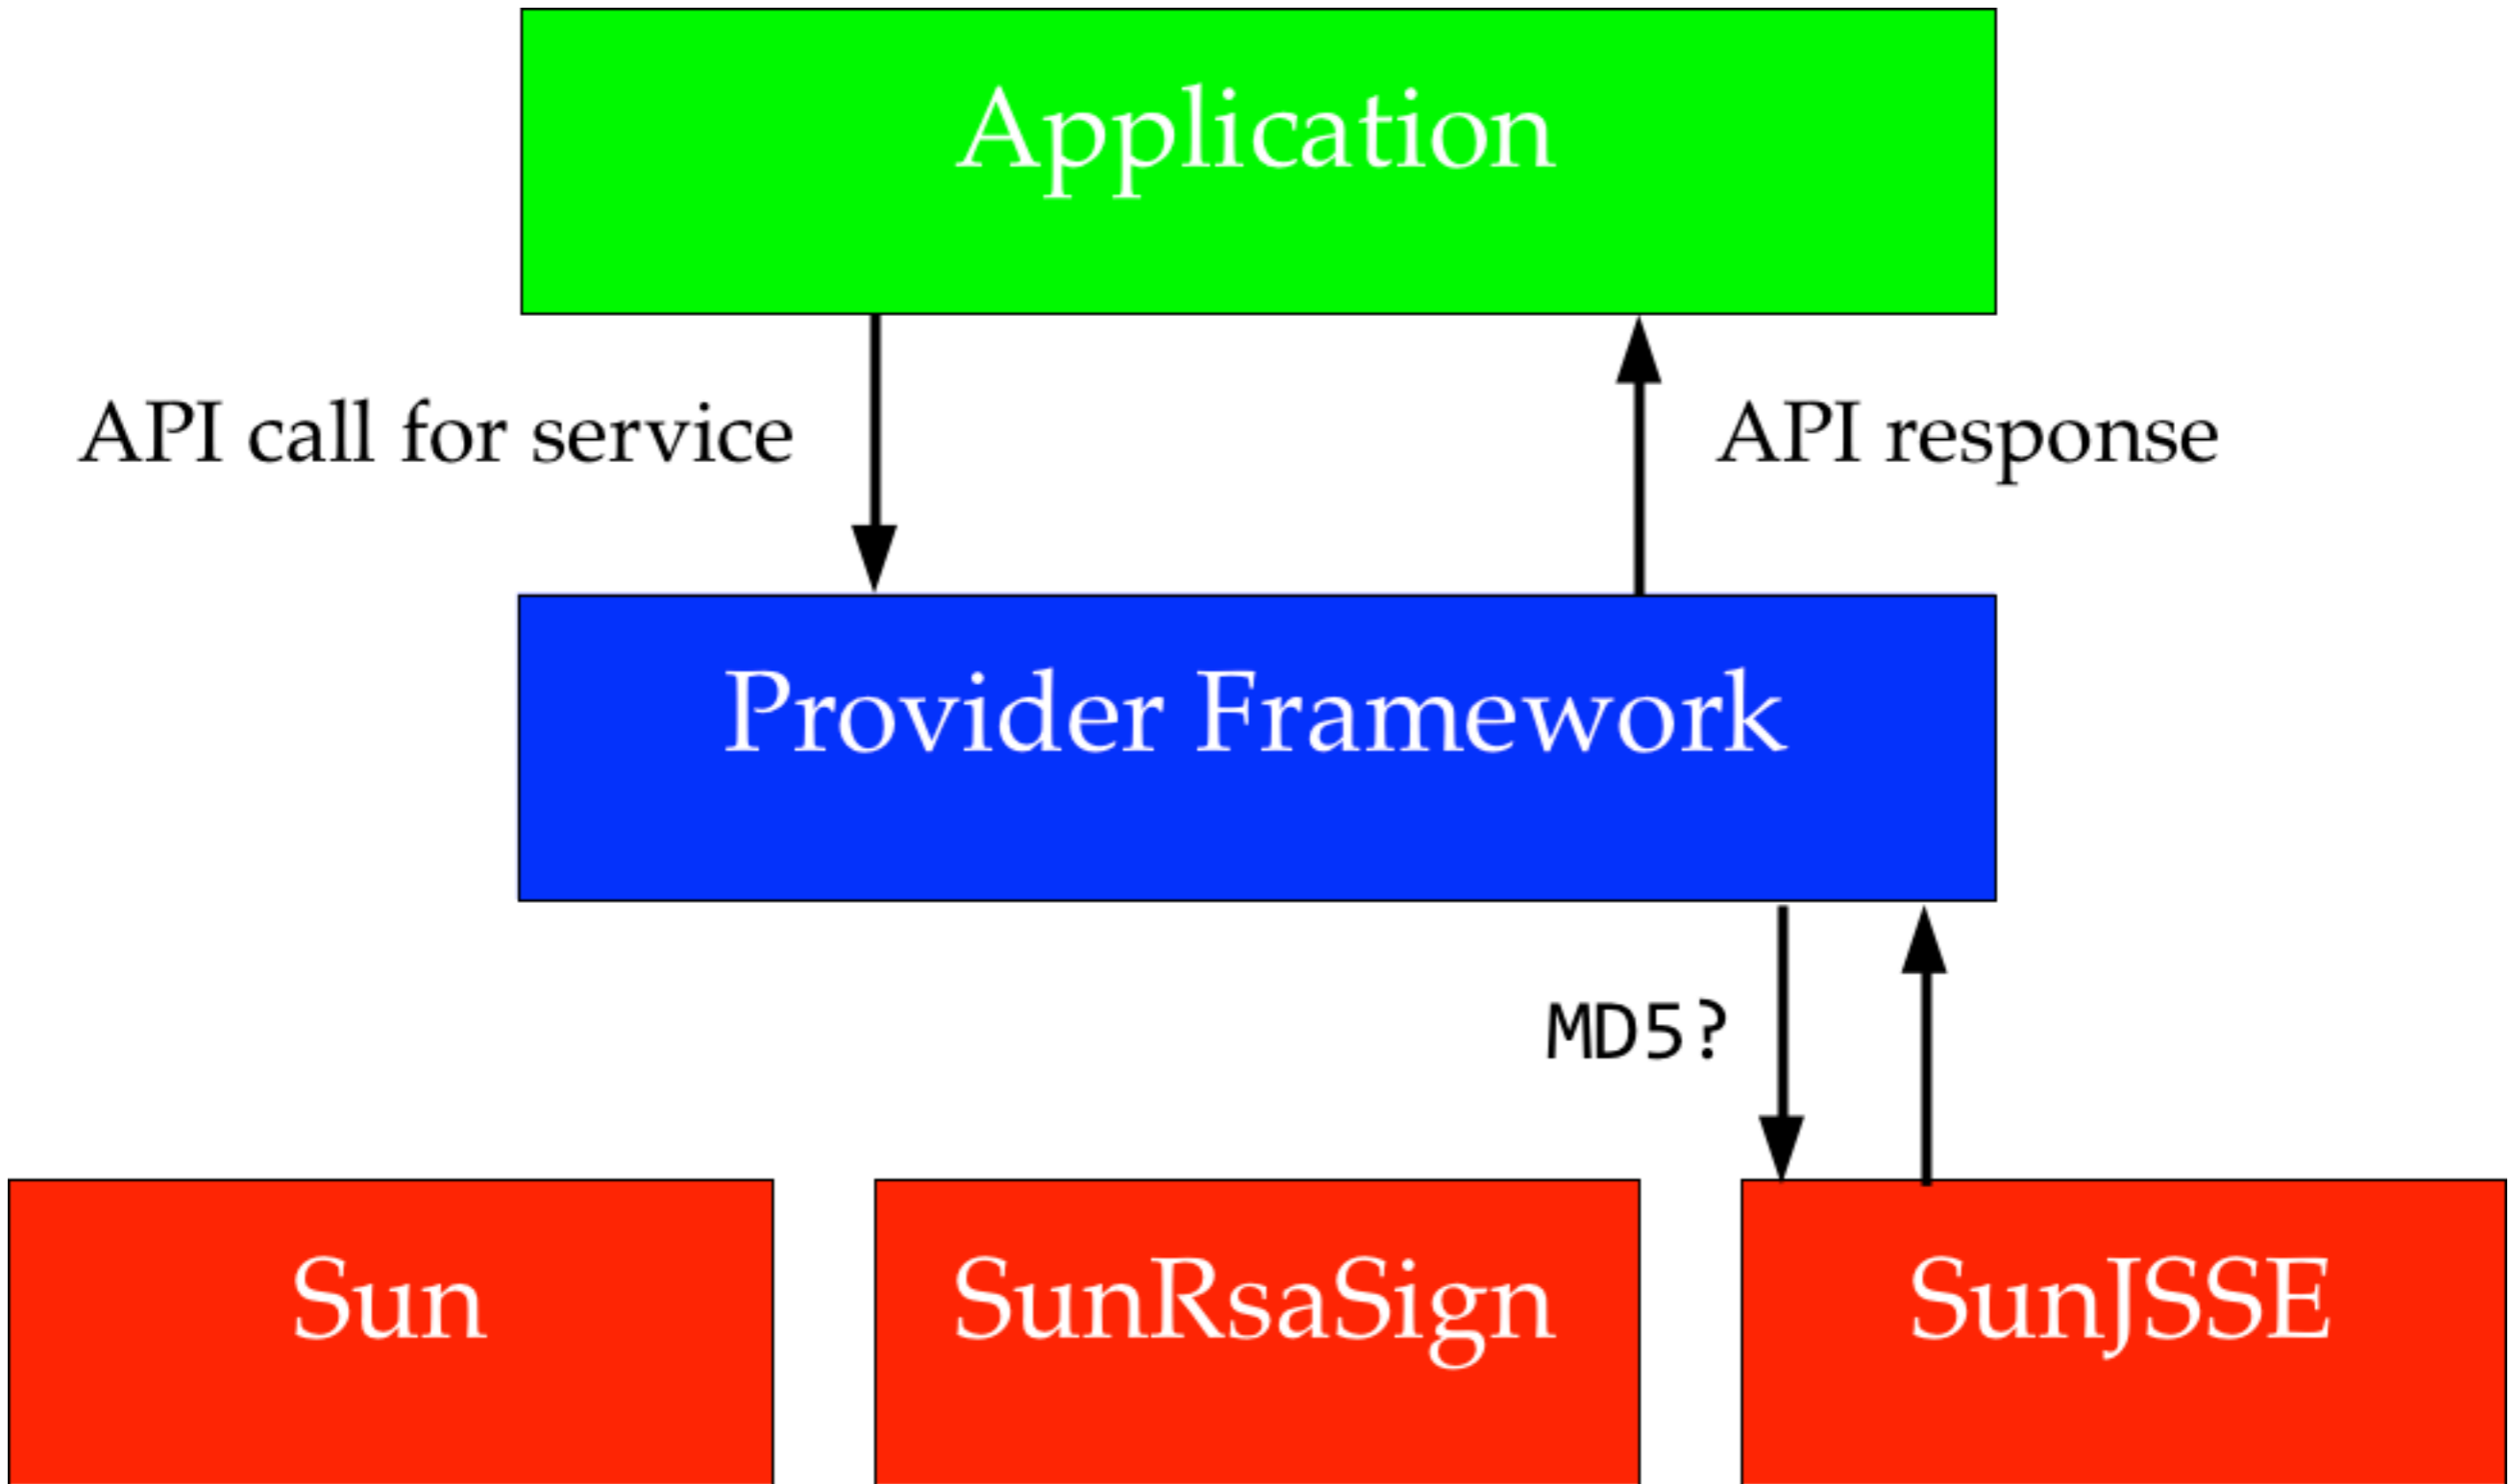 Application
API call for service
API response
Provider Framework
MD5?
Sun
SunRsaSign
SunJSSE